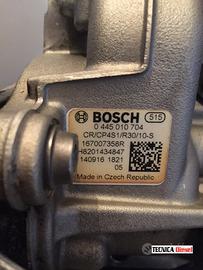 BOSCH 515
0 445 010 704
CR/CP4S1/R30/10-S
167007358R
H8201434847
140916 1821
05
Made in Czech Republic
TECNICA Diesel